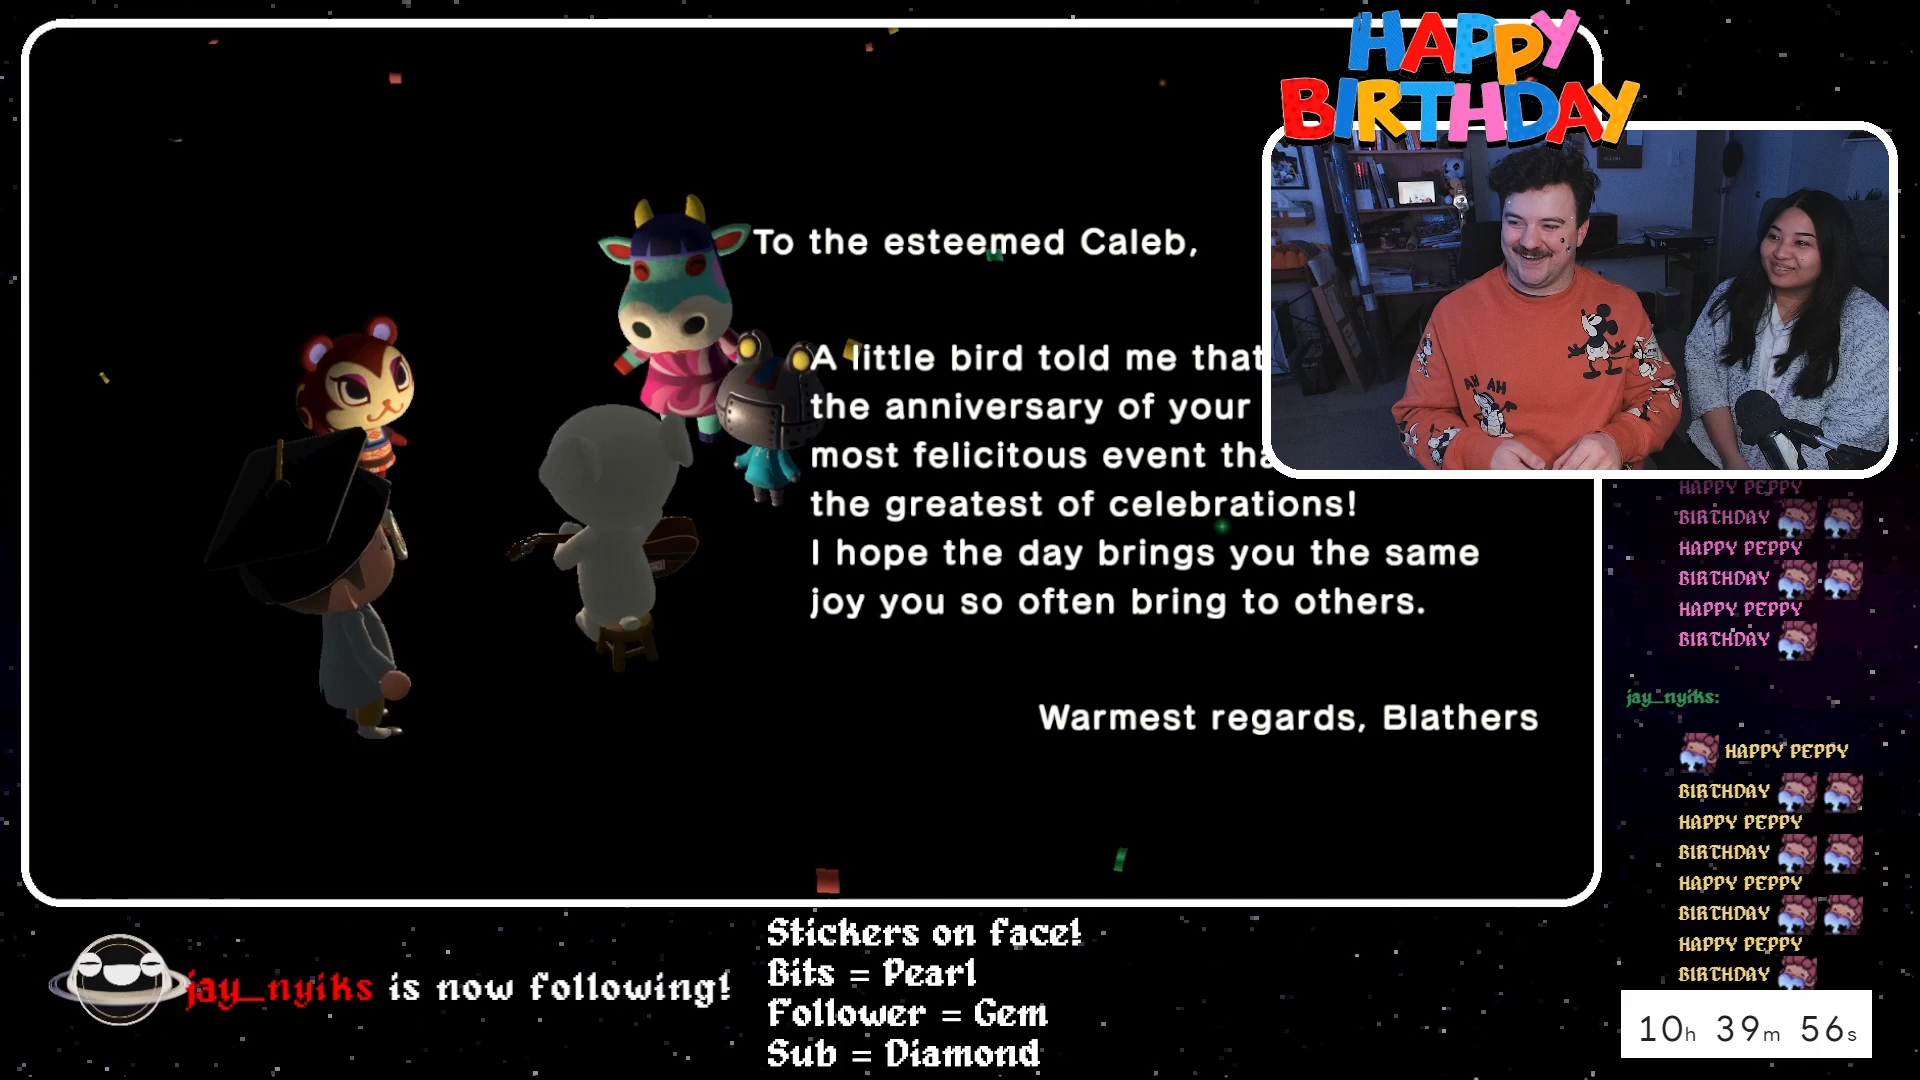 HAPPY
BIRTHDAY
To the esteemed Caleb,
A little bird told me that
the anniversary of your
most felicitous event tha
the greatest of celebrations!
I hope the day brings you the same
joy you so often bring to others.
Warmest regards, Blathers
AH AH
HAPPY PEPPY
BIRTHDAY
HAPPY PEPPY
BIRTHDAY
HAPPY PEPPY
BIRTHDAY
jay_nyiks:
HAPPY PEPPY
BIRTHDAY
HAPPY PEPPY
BIRTHDAY
HAPPY PEPPY
BIRTHDAY
HAPPY PEPPY
BIRTHDAY
jay_nyiks is now following!
Stickers on face!
Bits = Pearl
Follower = Gem
Sub = Diamond
10h 39m 56s